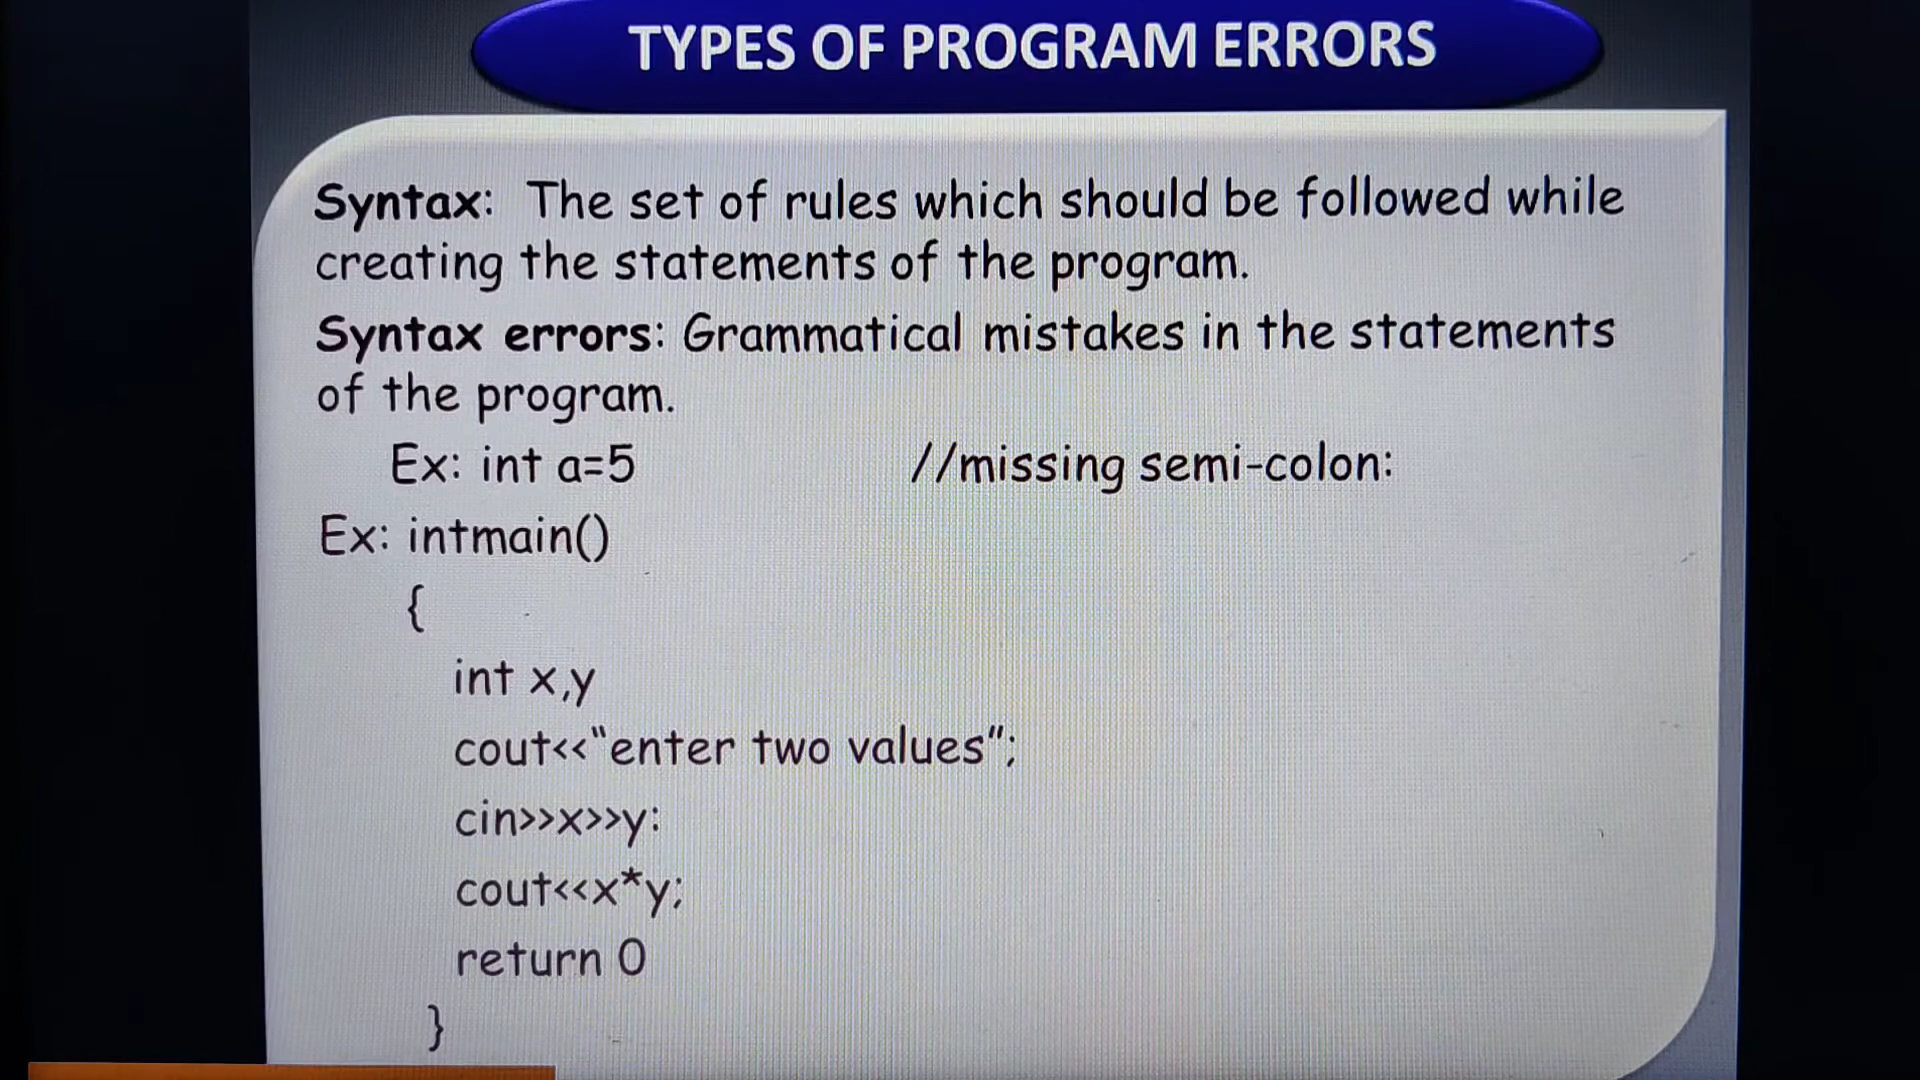 TYPES OF PROGRAM ERRORS
Syntax: The set of rules which should be followed while
creating the statements of the program.
Syntax errors: Grammatical mistakes in the statements
of the program.
Ex: int a=5 //missing semi-colon:
Ex: intmain()
{
int x,y
cout<<“enter two values”;
cin>>x>>y:
cout<<x*y;
return 0
}